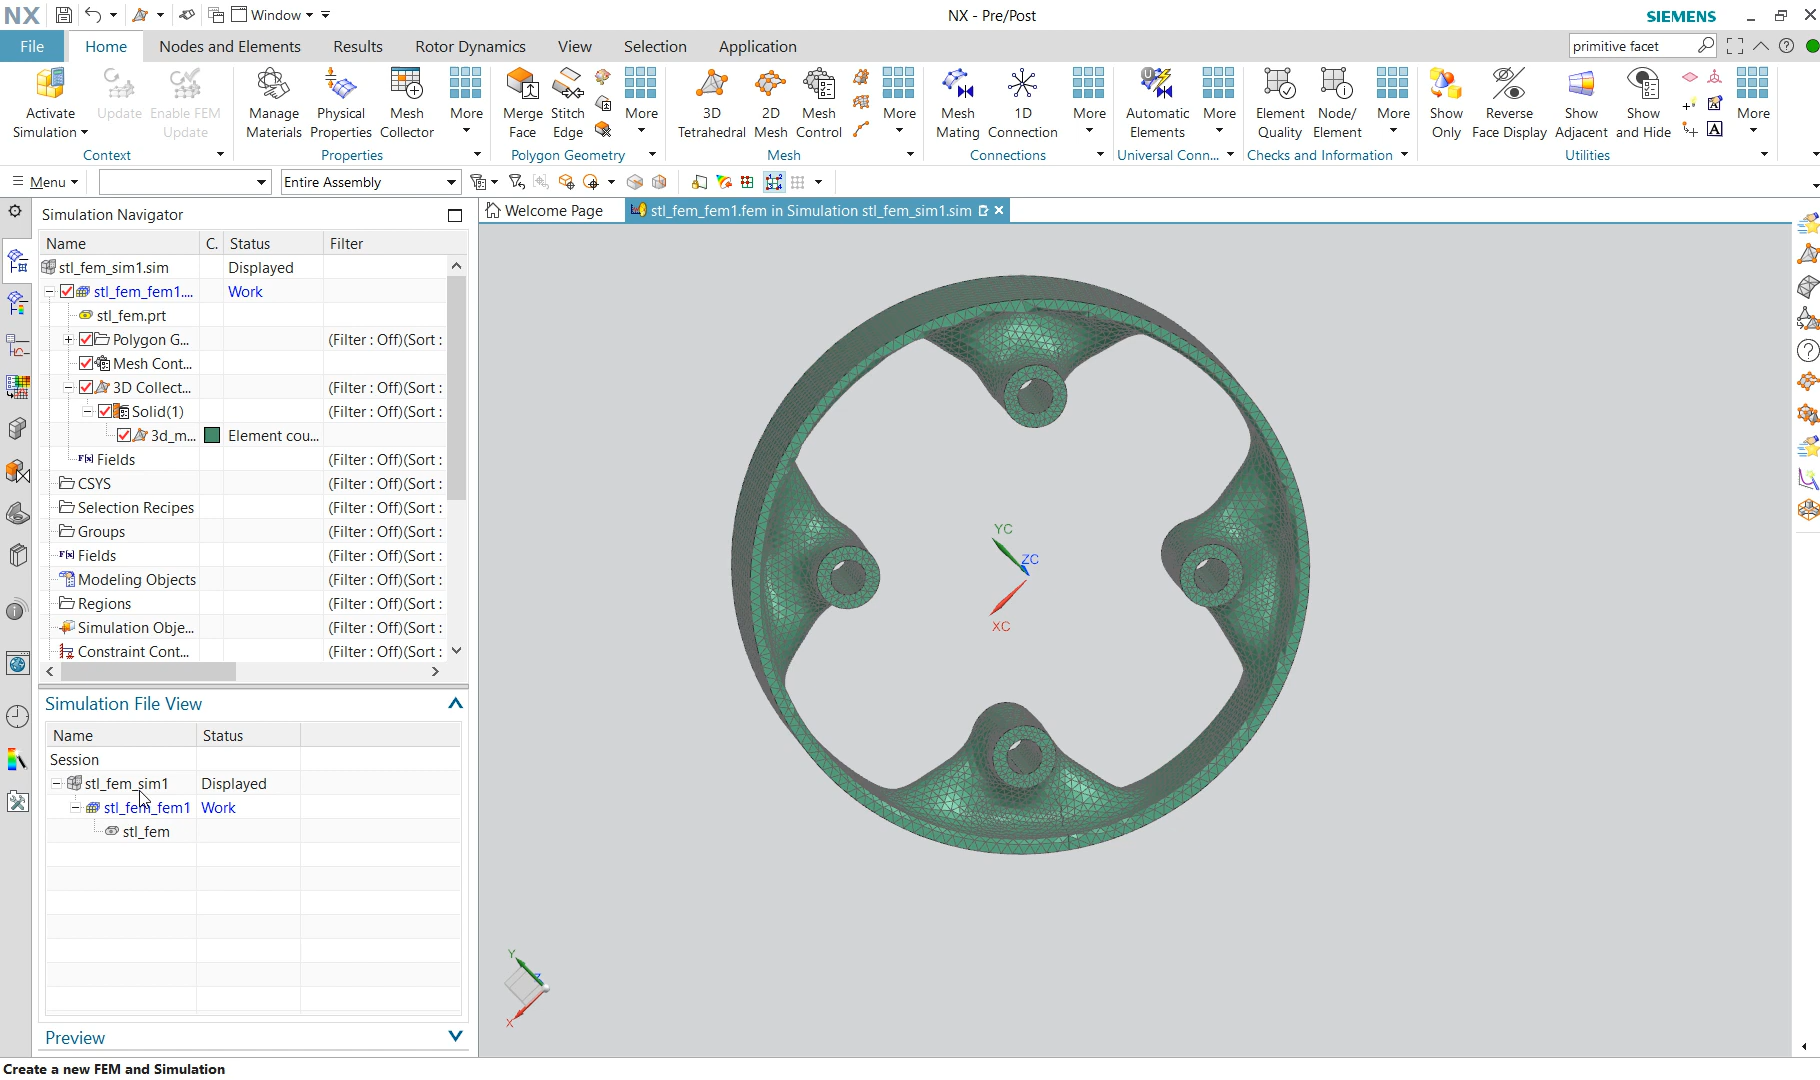 NX Window NX - Pre/Post SIEMENS
File Home Nodes and Elements Results Rotor Dynamics View Selection Application primitive facet
Activate Simulation Update Enable FEM Update Manage Materials Physical Properties Mesh Collector More Merge Face Stitch Edge More 3D Tetrahedral 2D Mesh Mesh Control More Mesh Mating 1D Connection More Automatic Elements More Element Quality Node/ Element More Show Only Reverse Face Display Show Adjacent Show and Hide More
Context Properties Polygon Geometry Mesh Connections Universal Conn... Checks and Information Utilities
Menu Entire Assembly
Simulation Navigator
Welcome Page stl_fem_fem1.fem in Simulation stl_fem_sim1.sim
Name C. Status Filter
stl_fem_sim1.sim Displayed
stl_fem_fem1.... Work
stl_fem.prt
Polygon G... (Filter : Off)(Sort :
Mesh Cont...
3D Collect... (Filter : Off)(Sort :
Solid(1) (Filter : Off)(Sort :
3d_m... Element cou...
Fields (Filter : Off)(Sort :
CSYS (Filter : Off)(Sort :
Selection Recipes (Filter : Off)(Sort :
Groups (Filter : Off)(Sort :
Fields (Filter : Off)(Sort :
Modeling Objects (Filter : Off)(Sort :
Regions (Filter : Off)(Sort :
Simulation Obje... (Filter : Off)(Sort :
Constraint Cont... (Filter : Off)(Sort :
YC
ZC
XC
Simulation File View
Name Status
Session
stl_fem_sim1 Displayed
stl_fem_fem1 Work
stl_fem
Y
Z
X
Preview
Create a new FEM and Simulation